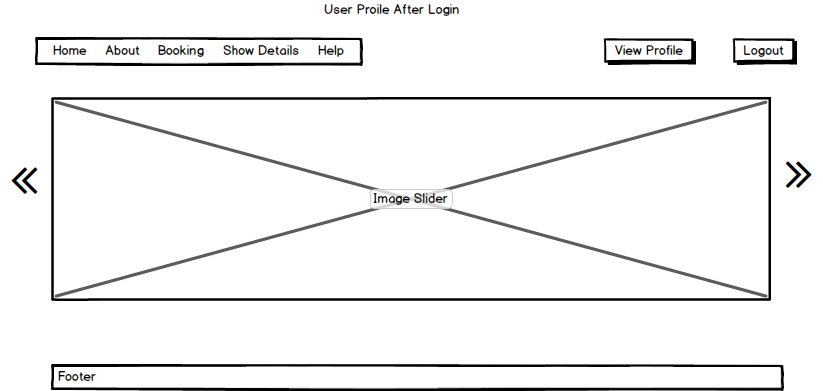 User Proile After Login
Home About Booking Show Details Help View Profile Logout
Image Slider
Footer